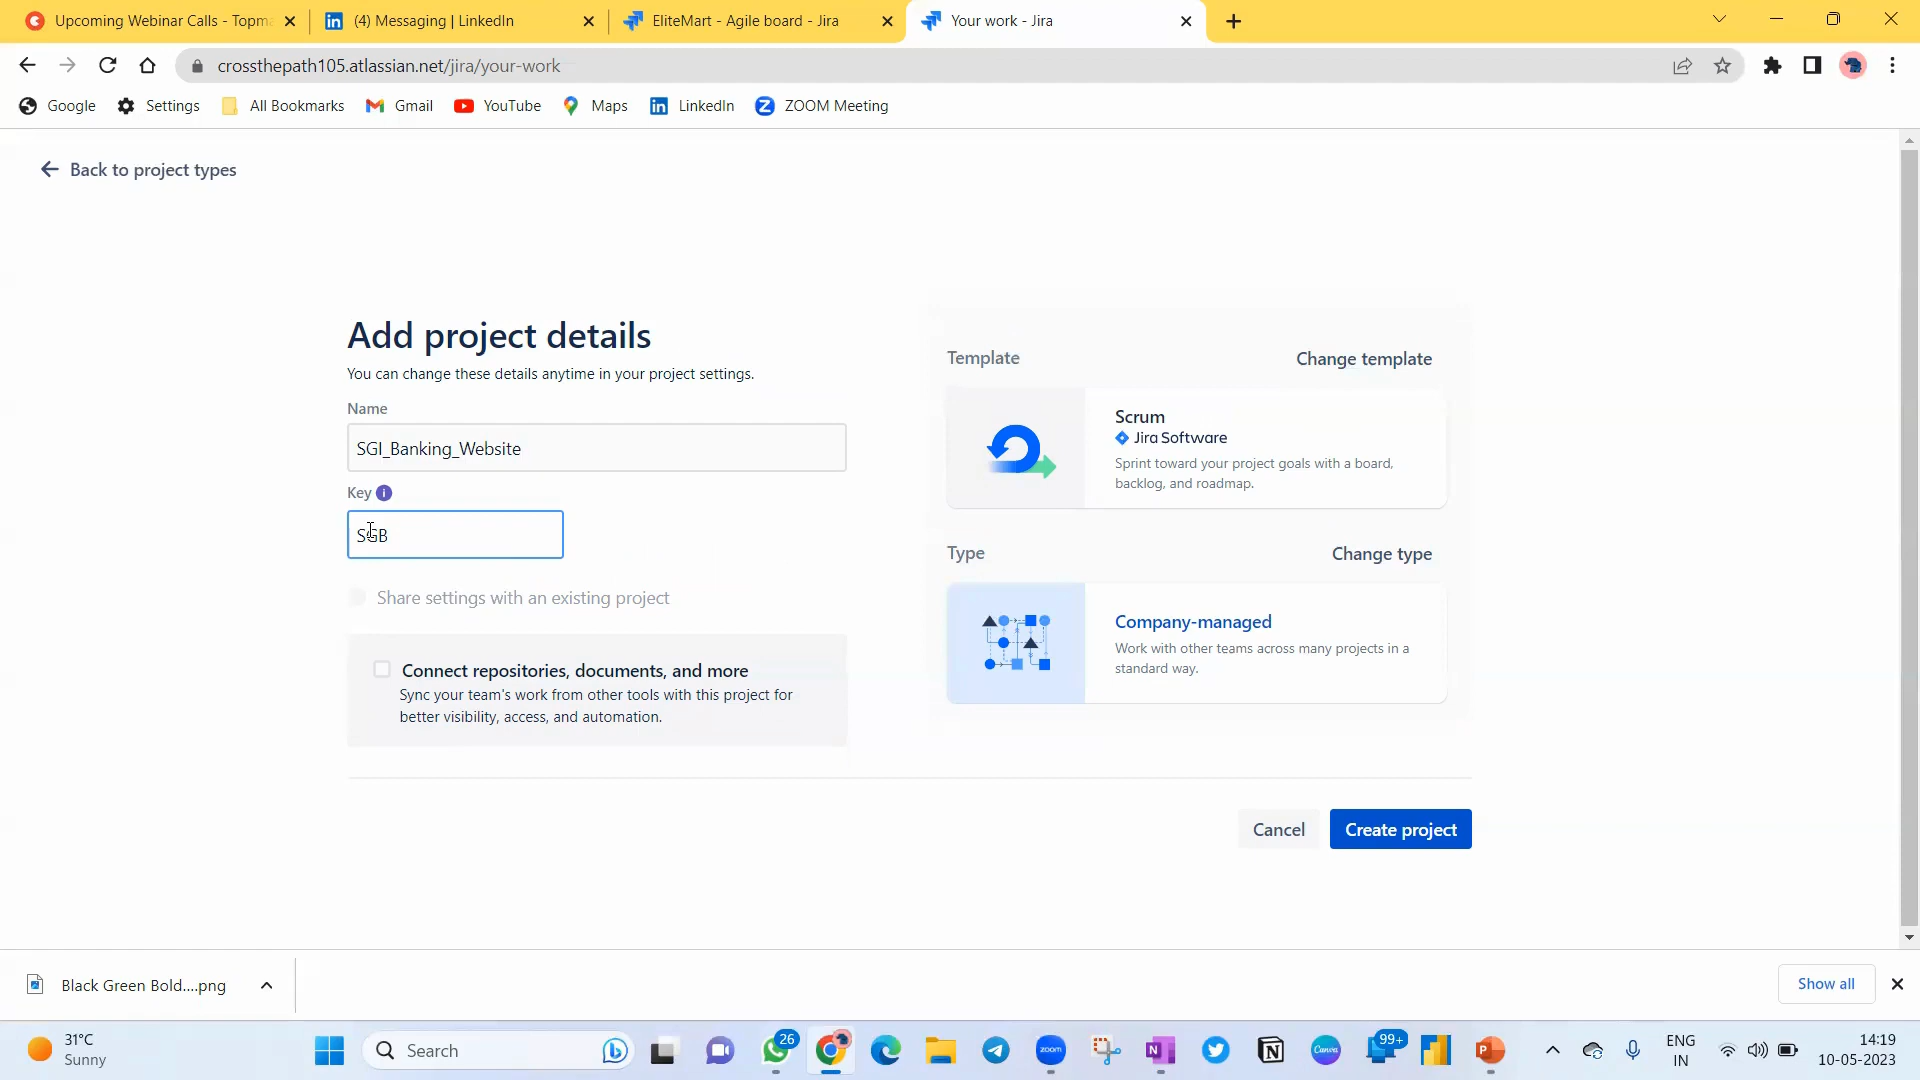 Upcoming Webinar Calls - Topma
(4) Messaging | LinkedIn
EliteMart - Agile board - Jira
Your work - Jira
crossthepath105.atlassian.net/jira/your-work
Google
Settings
All Bookmarks
Gmail
YouTube
Maps
LinkedIn
ZOOM Meeting
Back to project types
Add project details
You can change these details anytime in your project settings.
Name
SGI_Banking_Website
Key
SGB
Share settings with an existing project
Connect repositories, documents, and more
Sync your team's work from other tools with this project for
better visibility, access, and automation.
Template
Change template
Scrum
Jira Software
Sprint toward your project goals with a board,
backlog, and roadmap.
Type
Change type
Company-managed
Work with other teams across many projects in a
standard way.
Cancel
Create project
Black Green Bold....png
Show all
31°C
Sunny
Search
26
zoom
Canva
99+
ENG
IN
14:19
10-05-2023